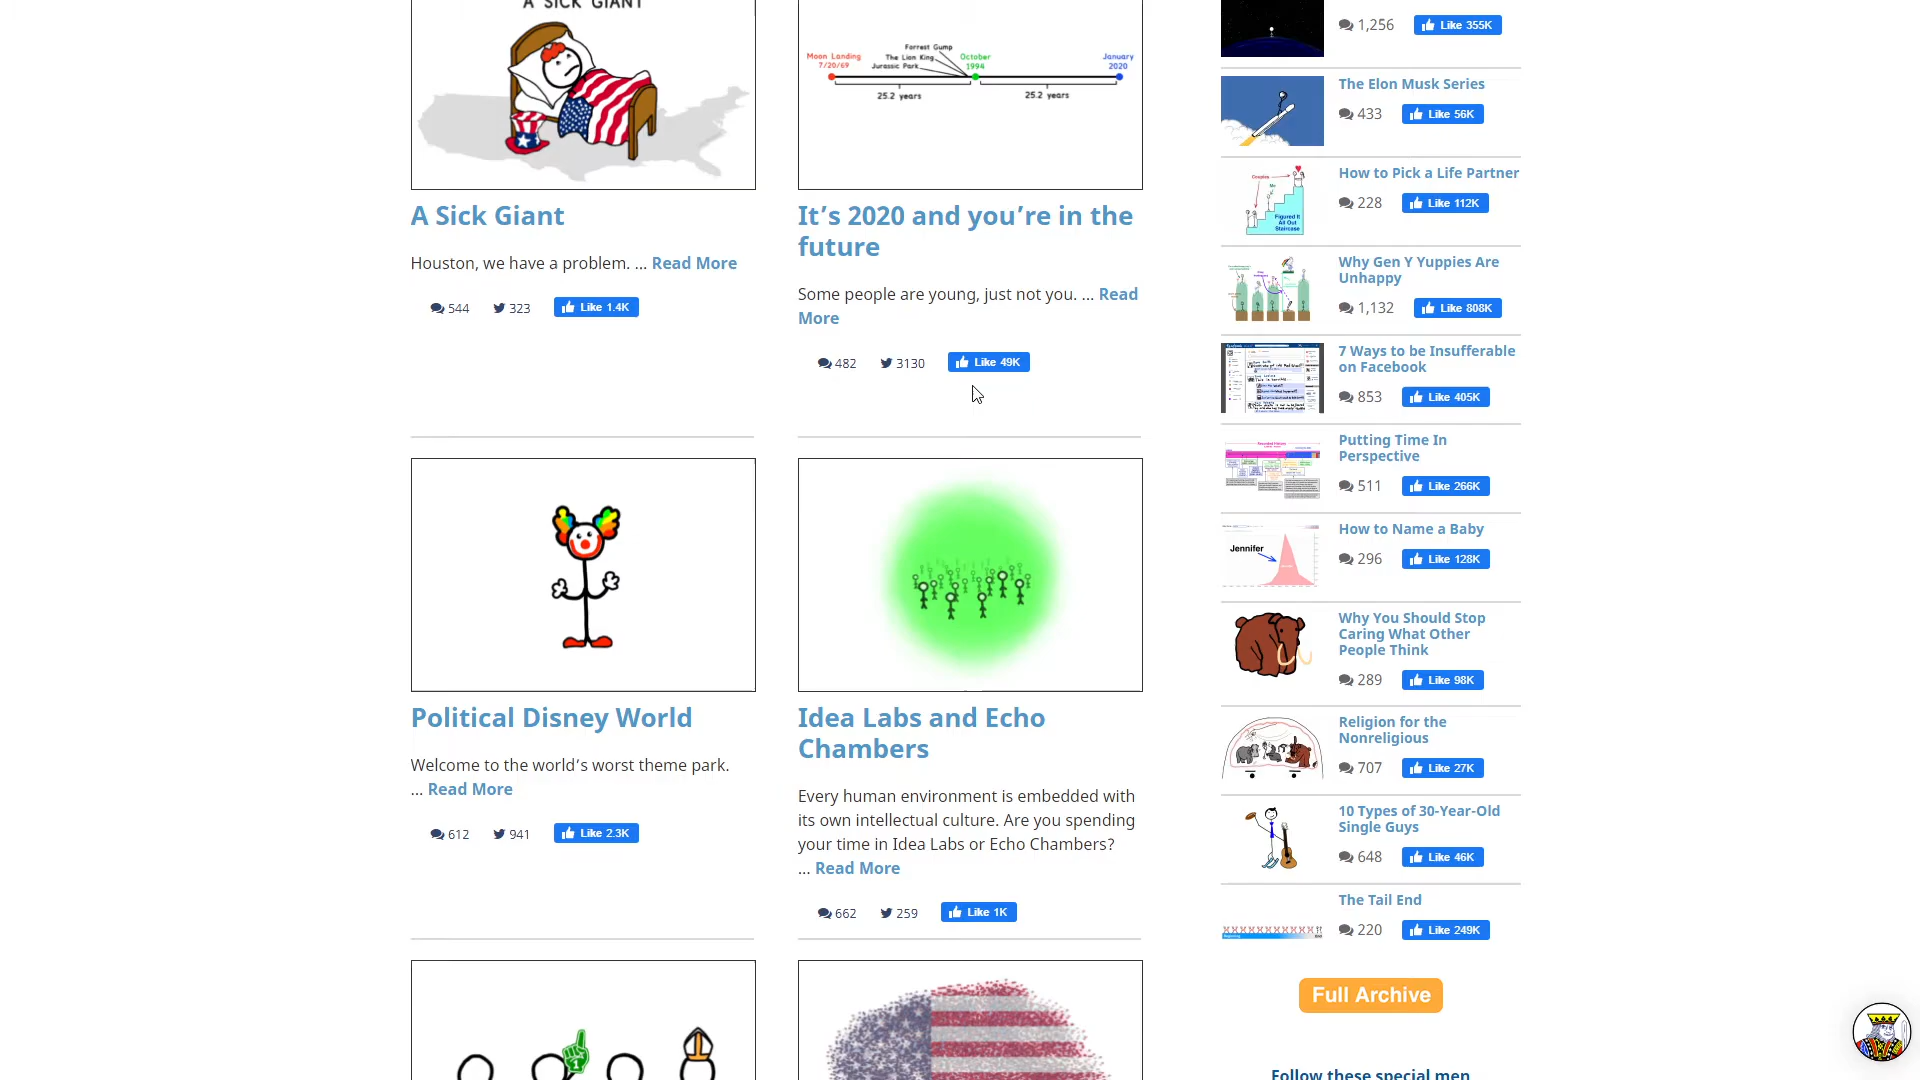 A SICK GIANT
A Sick Giant
Houston, we have a problem. ... Read More
544 323 Like 1.4K
Moon Landing
7/20/69
Forrest Gump
The Lion King
Jurassic Park
October
1994
January
2020
25.2 years
25.2 years
It’s 2020 and you’re in the
future
Some people are young, just not you. ... Read
More
482 3130 Like 49K
Political Disney World
Welcome to the world’s worst theme park.
... Read More
612 941 Like 2.3K
Idea Labs and Echo
Chambers
Every human environment is embedded with
its own intellectual culture. Are you spending
your time in Idea Labs or Echo Chambers?
... Read More
662 259 Like 1K
1
1,256 Like 355K
The Elon Musk Series
433 Like 56K
Couples
Me
Figured It
All Out
Staircase
How to Pick a Life Partner
228 Like 112K
Why Gen Y Yuppies Are
Unhappy
1,132 Like 808K
7 Ways to be Insufferable
on Facebook
853 Like 405K
Putting Time In
Perspective
511 Like 266K
Jennifer
How to Name a Baby
296 Like 128K
Why You Should Stop
Caring What Other
People Think
289 Like 98K
Religion for the
Nonreligious
707 Like 27K
10 Types of 30-Year-Old
Single Guys
648 Like 46K
The Tail End
220 Like 249K
Full Archive
Follow these special men